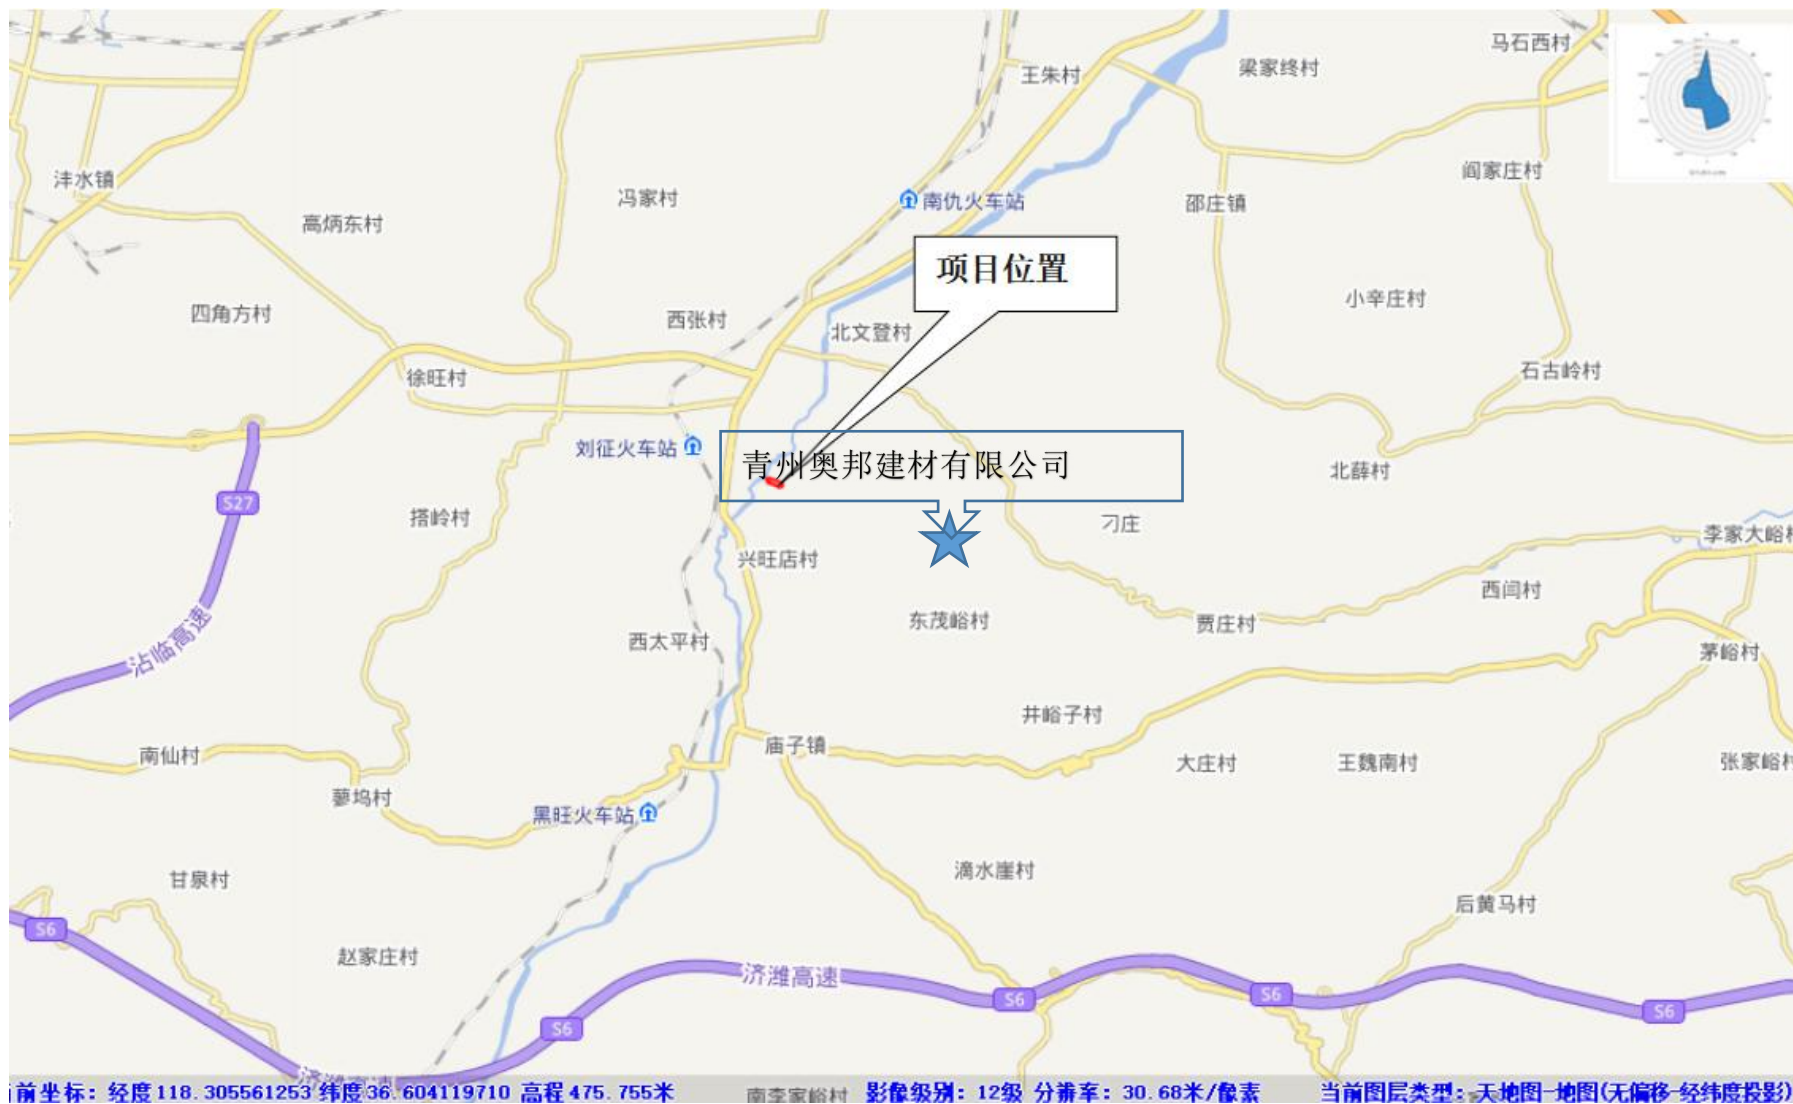 马石西村
梁家终村
王朱村
阎家庄村
沣水镇
冯家村
南仇火车站
邵庄镇
高炳东村
项目位置
小辛庄村
四角方村
西张村
北文登村
石古岭村
徐旺村
刘征火车站
青州奥邦建材有限公司
北薛村
S27
搭岭村
刁庄
李家大峪村
兴旺店村
西闫村
沾临高速
东茂峪村
贾庄村
西太平村
茅峪村
井峪子村
南仙村
庙子镇
大庄村
王魏南村
张家峪村
蓼坞村
黑旺火车站
滴水崖村
甘泉村
后黄马村
S6
赵家庄村
济潍高速
S6
S6
S6
S6
济潍高速
南李家峪村
前坐标：经度118.305561253 纬度36.604119710 高程475.755米
影像级别：12级 分辨率：30.68米/像素
当前图层类型：天地图-地图(无偏移-经纬度投影)